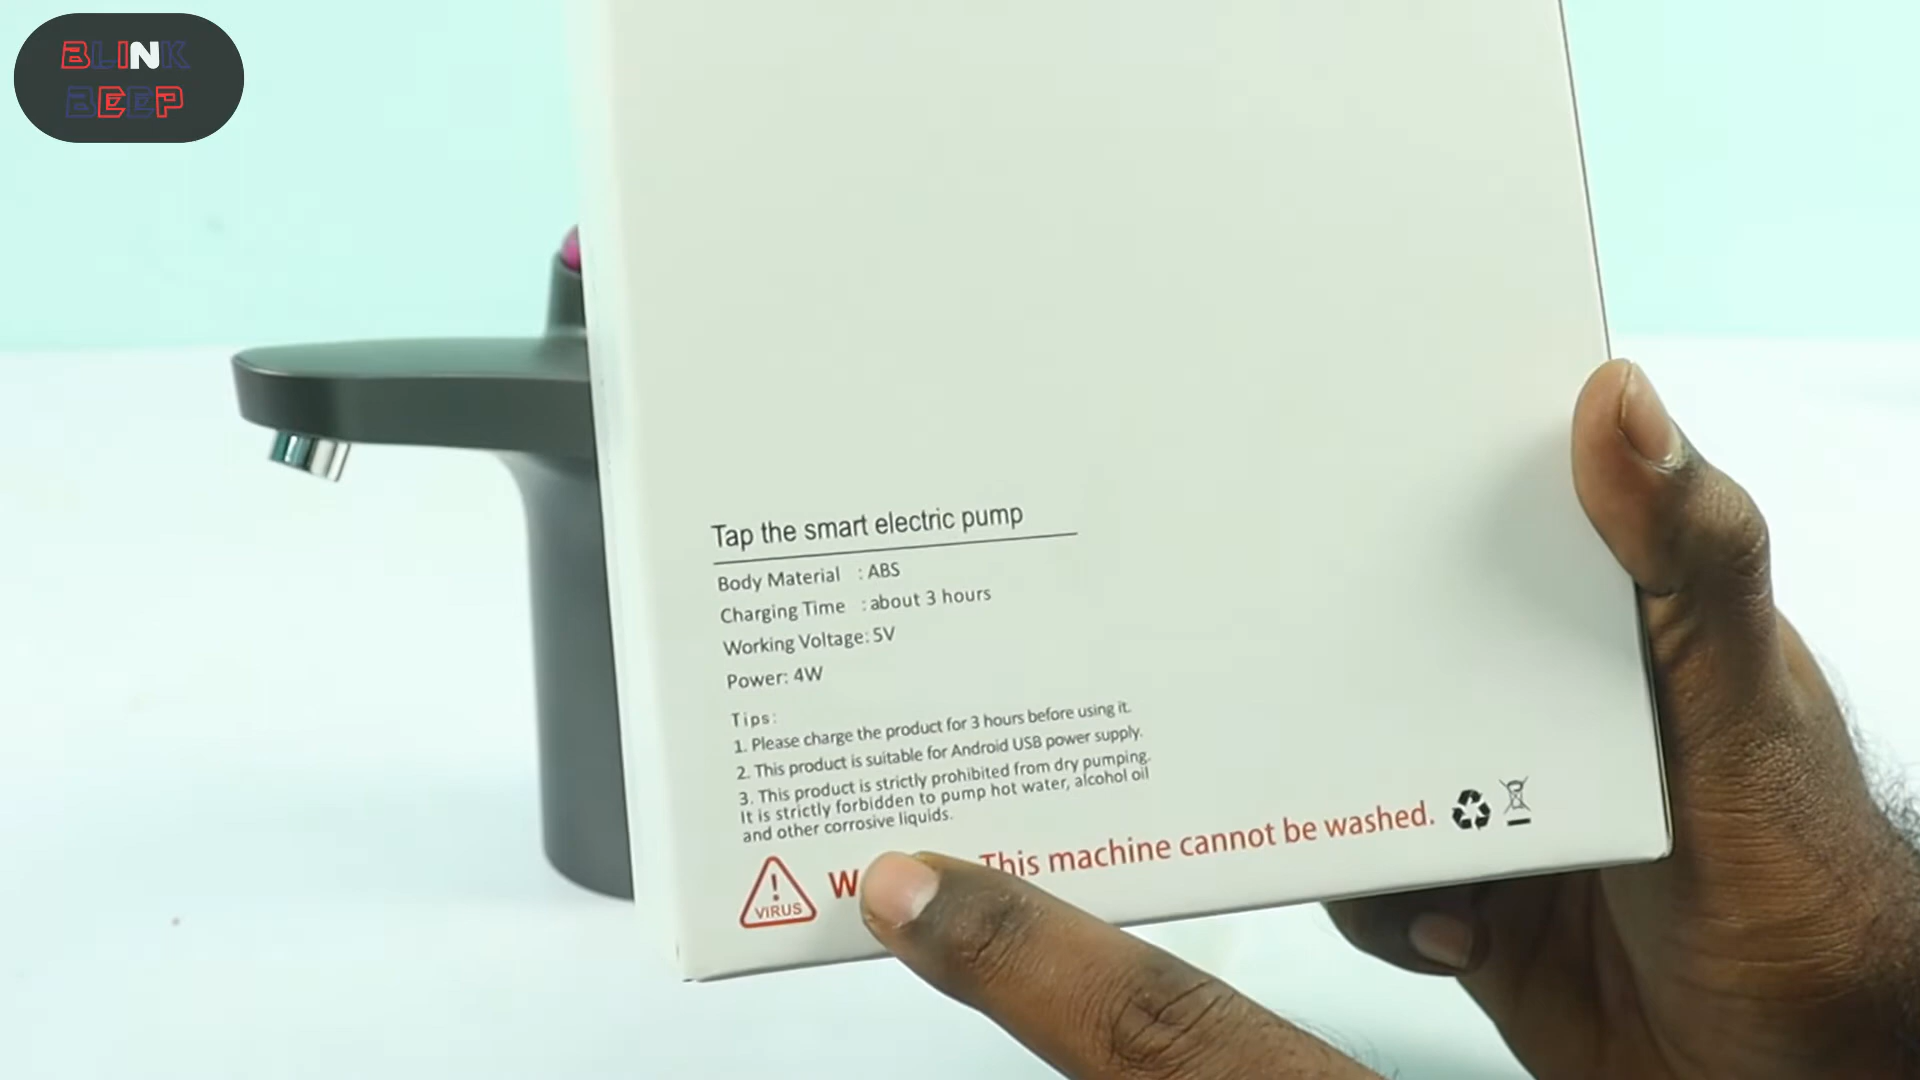 BLINK
BEEP
Tap the smart electric pump
Body Material : ABS
Charging Time : about 3 hours
Working Voltage: 5V
Power: 4W
Tips:
1. Please charge the product for 3 hours before using it.
2. This product is suitable for Android USB power supply.
3. This product is strictly prohibited from dry pumping.
It is strictly forbidden to pump hot water, alcohol oil
and other corrosive liquids.
! VIRUS This machine cannot be washed.